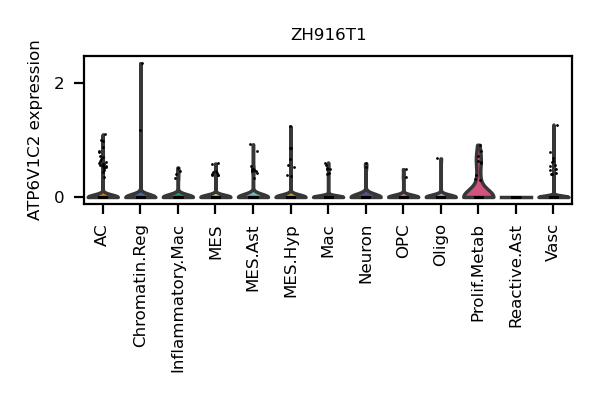 ZH916T1
ATP6V1C2 expression
2
0
AC
Chromatin.Reg
Inflammatory.Mac
MES
MES.Ast
MES.Hyp
Mac
Neuron
OPC
Oligo
Prolif.Metab
Reactive.Ast
Vasc